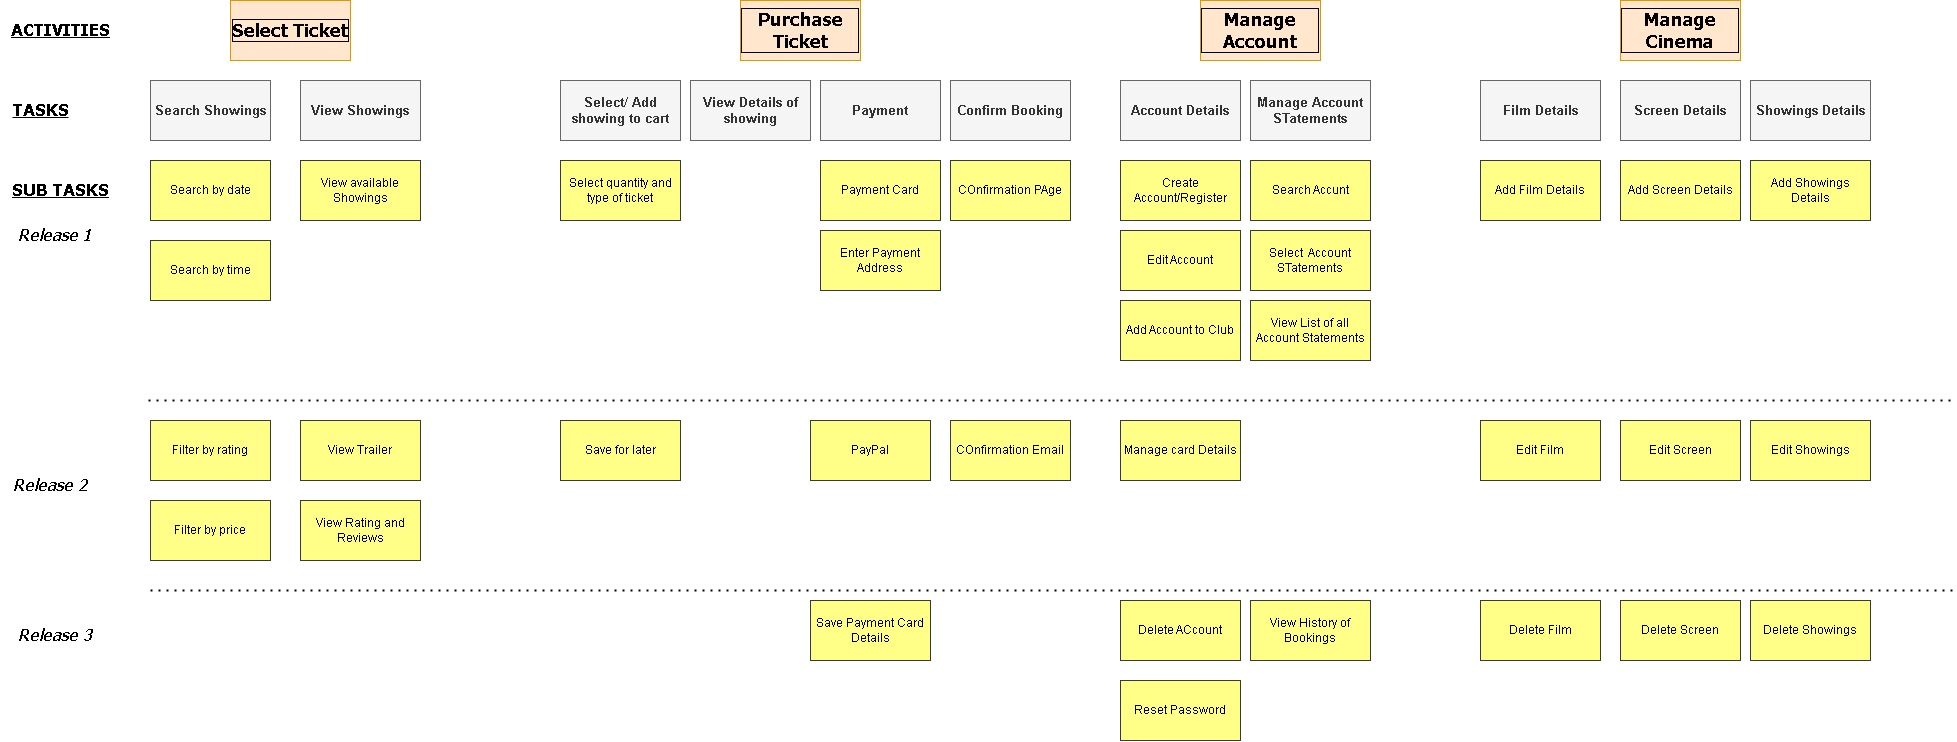 ACTIVITIES
Select Ticket
Purchase
Ticket
Manage
Account
Manage
Cinema
TASKS
Search Showings
View Showings
Select/ Add
showing to cart
View Details of
showing
Payment
Confirm Booking
Account Details
Manage Account
STatements
Film Details
Screen Details
Showings Details
SUB TASKS
Search by date
View available
Showings
Select quantity and
type of ticket
Payment Card
COnfirmation PAge
Create
Account/Register
Search Accunt
Add Film Details
Add Screen Details
Add Showings
Details
Release 1
Search by time
Enter Payment
Address
Edit Account
Select Account
STatements
Add Account to Club
View List of all
Account Statements
Filter by rating
View Trailer
Save for later
PayPal
COnfirmation Email
Manage card Details
Edit Film
Edit Screen
Edit Showings
Release 2
Filter by price
View Rating and
Reviews
Release 3
Save Payment Card
Details
Delete ACcount
View History of
Bookings
Delete Film
Delete Screen
Delete Showings
Reset Password